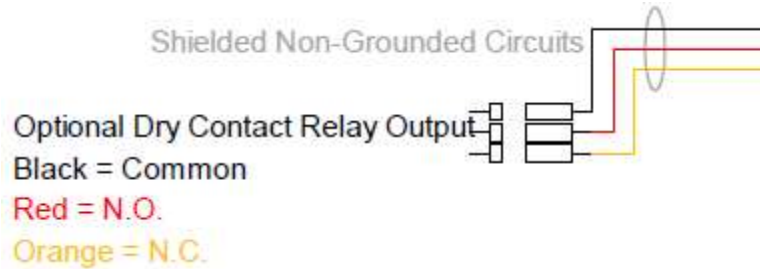 Shielded Non-Grounded Circuits
Optional Dry Contact Relay Output
Black = Common
Red = N.O.
Orange = N.C.